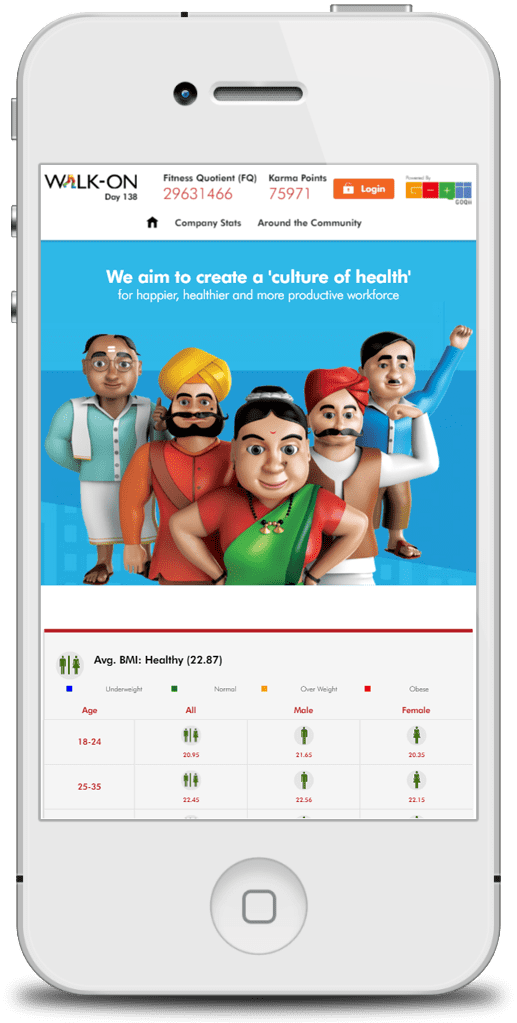 WALK-ON
Day 138
Fitness Quotient (FQ)
29631466
Karma Points
75971
Login
Powered By
GOQii
Company Stats
Around the Community
We aim to create a 'culture of health'
for happier, healthier and more productive workforce
Avg. BMI: Healthy (22.87)
Underweight
Normal
Over Weight
Obese
Age
All
Male
Female
18-24
20.95
21.65
20.35
25-35
22.45
22.56
22.15